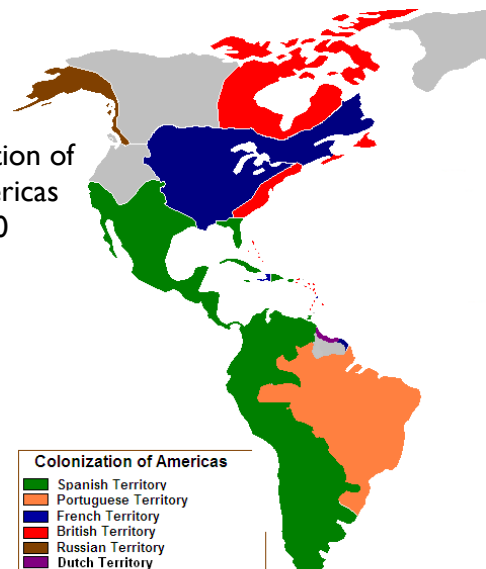 tion of
ericas
0
Colonization of Americas
Spanish Territory
Portuguese Territory
French Territory
British Territory
Russian Territory
Dutch Territory